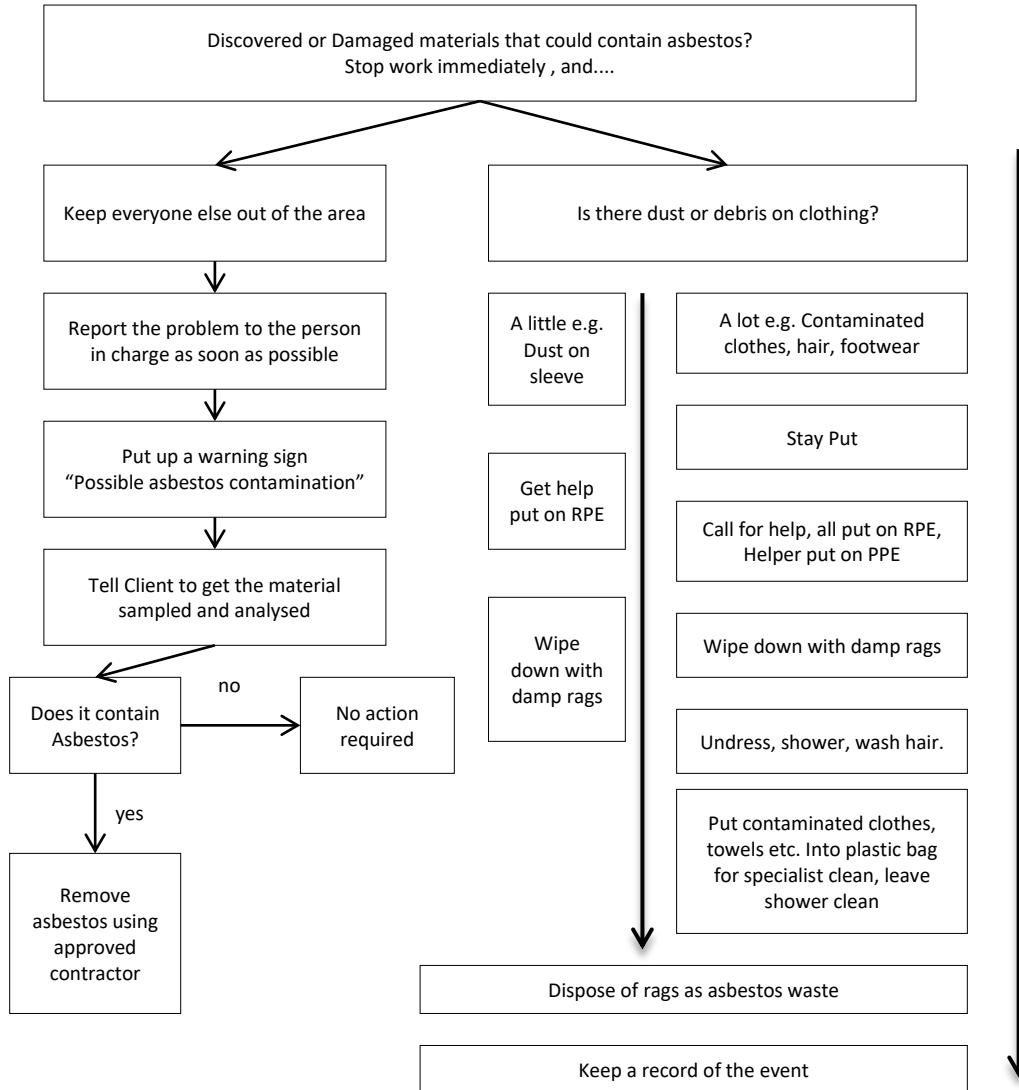 Discovered or Damaged materials that could contain asbestos?
Stop work immediately , and....
Keep everyone else out of the area
Report the problem to the person
in charge as soon as possible
Put up a warning sign
“Possible asbestos contamination”
Tell Client to get the material
sampled and analysed
Does it contain
Asbestos?
no
No action
required
yes
Remove
asbestos using
approved
contractor
Is there dust or debris on clothing?
A little e.g.
Dust on
sleeve
Get help
put on RPE
Wipe
down with
damp rags
A lot e.g. Contaminated
clothes, hair, footwear
Stay Put
Call for help, all put on RPE,
Helper put on PPE
Wipe down with damp rags
Undress, shower, wash hair.
Put contaminated clothes,
towels etc. Into plastic bag
for specialist clean, leave
shower clean
Dispose of rags as asbestos waste
Keep a record of the event